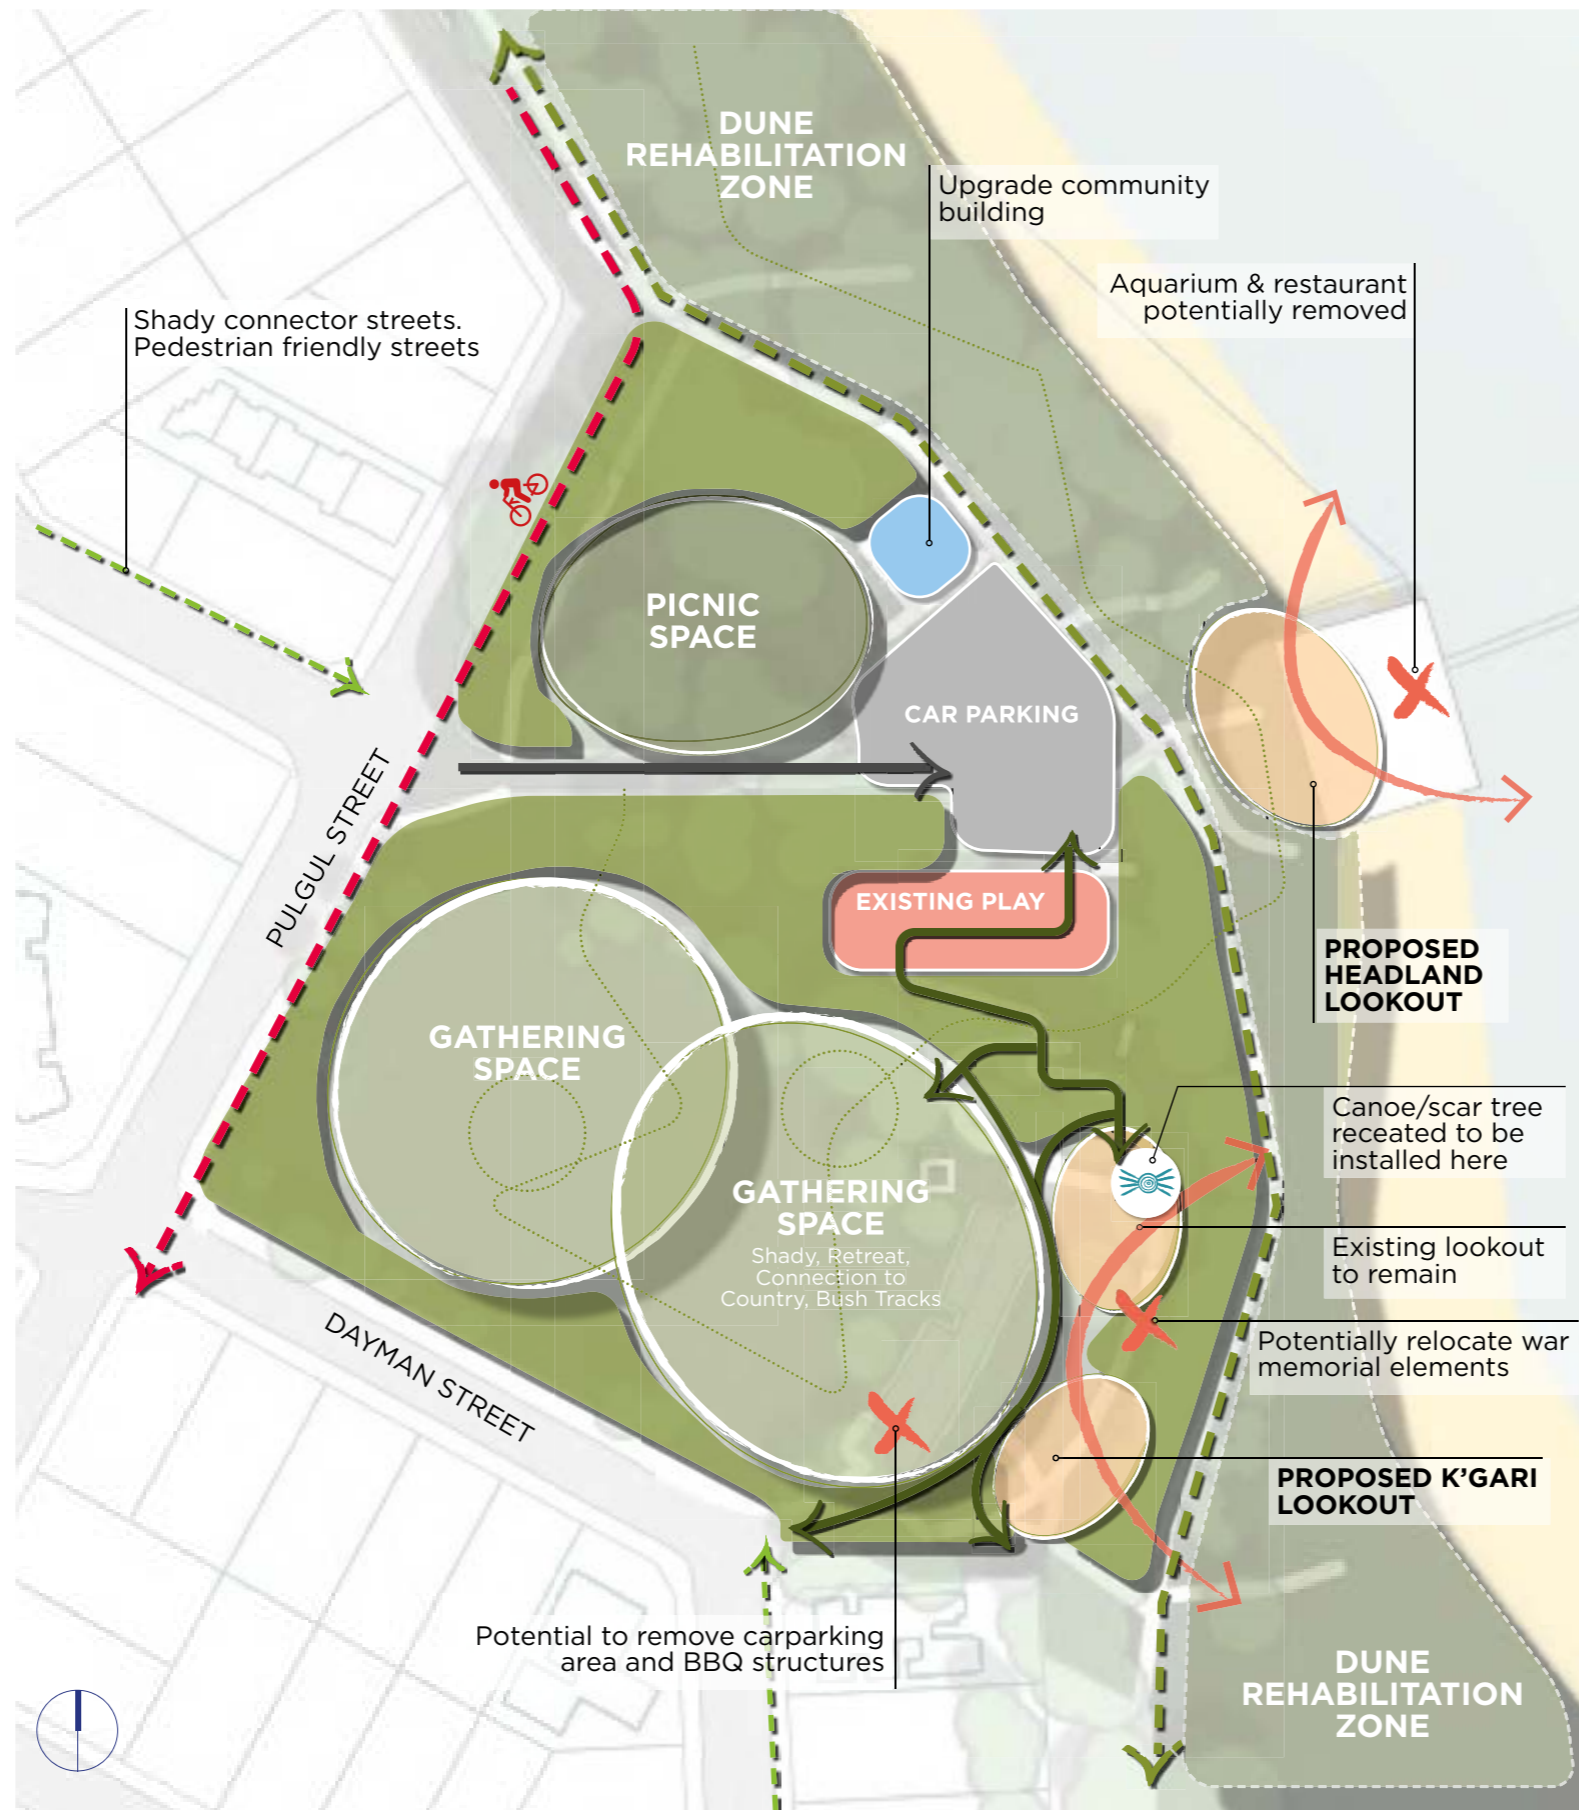 DUNE
REHABILITATION
ZONE
Upgrade community
building
Aquarium & restaurant
potentially removed
Shady connector streets.
Pedestrian friendly streets
PICNIC
SPACE
CAR PARKING
PULGUL STREET
EXISTING PLAY
PROPOSED
HEADLAND
LOOKOUT
GATHERING
SPACE
Canoe/scar tree
receated to be
installed here
GATHERING
SPACE
Shady, Retreat,
Connection to
Country, Bush Tracks
Existing lookout
to remain
DAYMAN STREET
Potentially relocate war
memorial elements
PROPOSED K'GARI
LOOKOUT
Potential to remove carparking
area and BBQ structures
DUNE
REHABILITATION
ZONE